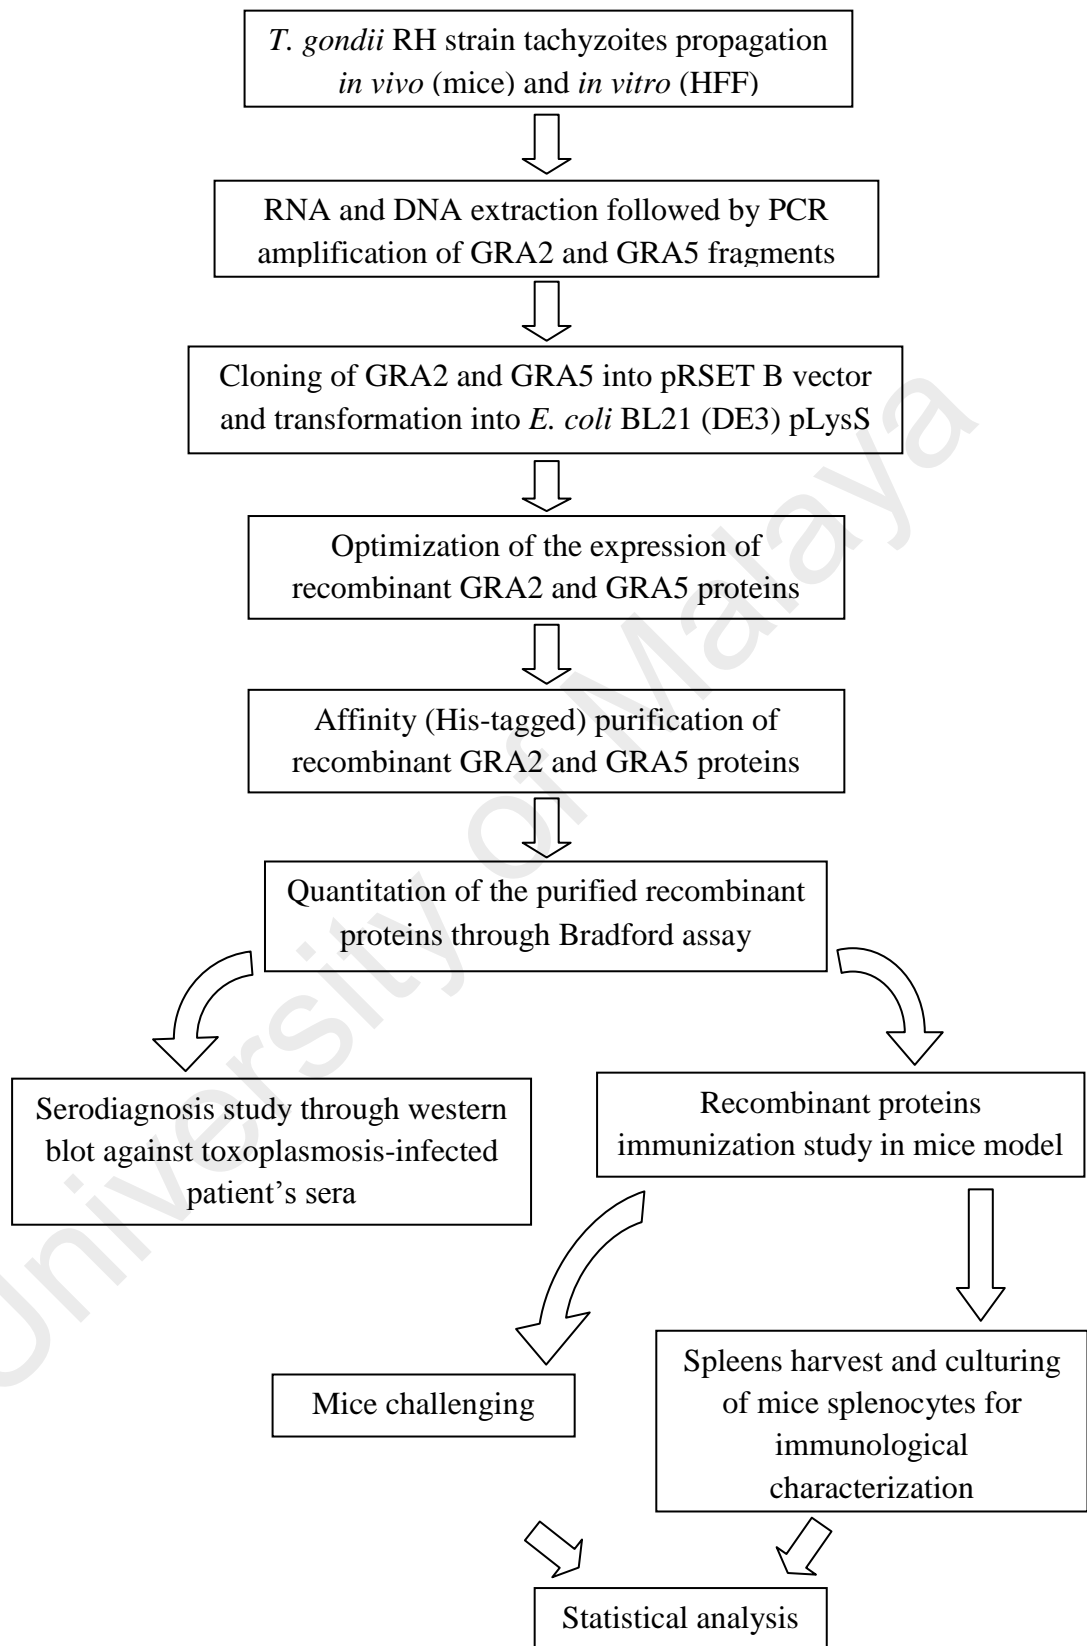 T. gondii RH strain tachyzoites propagation
in vivo (mice) and in vitro (HFF)
RNA and DNA extraction followed by PCR
amplification of GRA2 and GRA5 fragments
Cloning of GRA2 and GRA5 into pRSET B vector
and transformation into E. coli BL21 (DE3) pLysS
Optimization of the expression of
recombinant GRA2 and GRA5 proteins
Affinity (His-tagged) purification of
recombinant GRA2 and GRA5 proteins
Quantitation of the purified recombinant
proteins through Bradford assay
Serodiagnosis study through western
blot against toxoplasmosis-infected
patient’s sera
Recombinant proteins
immunization study in mice model
Mice challenging
Spleens harvest and culturing
of mice splenocytes for
immunological
characterization
Statistical analysis
University of Malaya